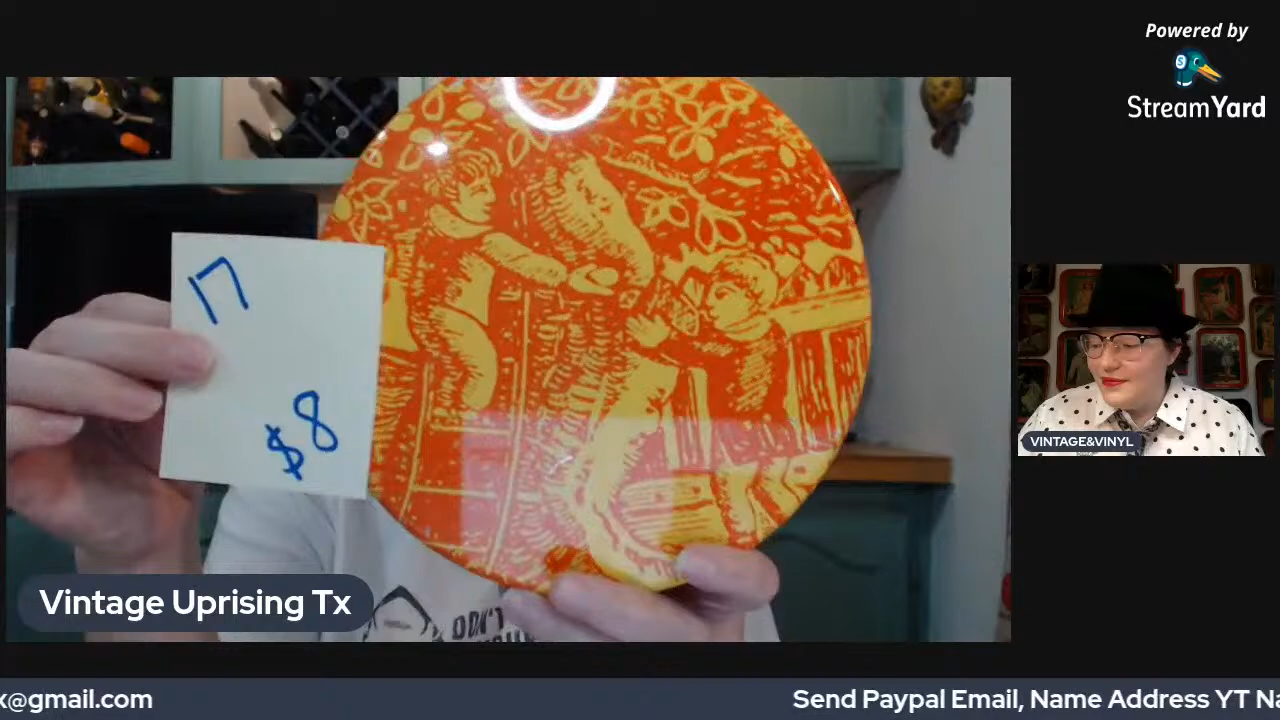 Powered by
StreamYard
17
$8
VINTAGE&VINYL
Vintage Uprising Tx
DON'T
x@gmail.com
Send Paypal Email, Name Address YT Na